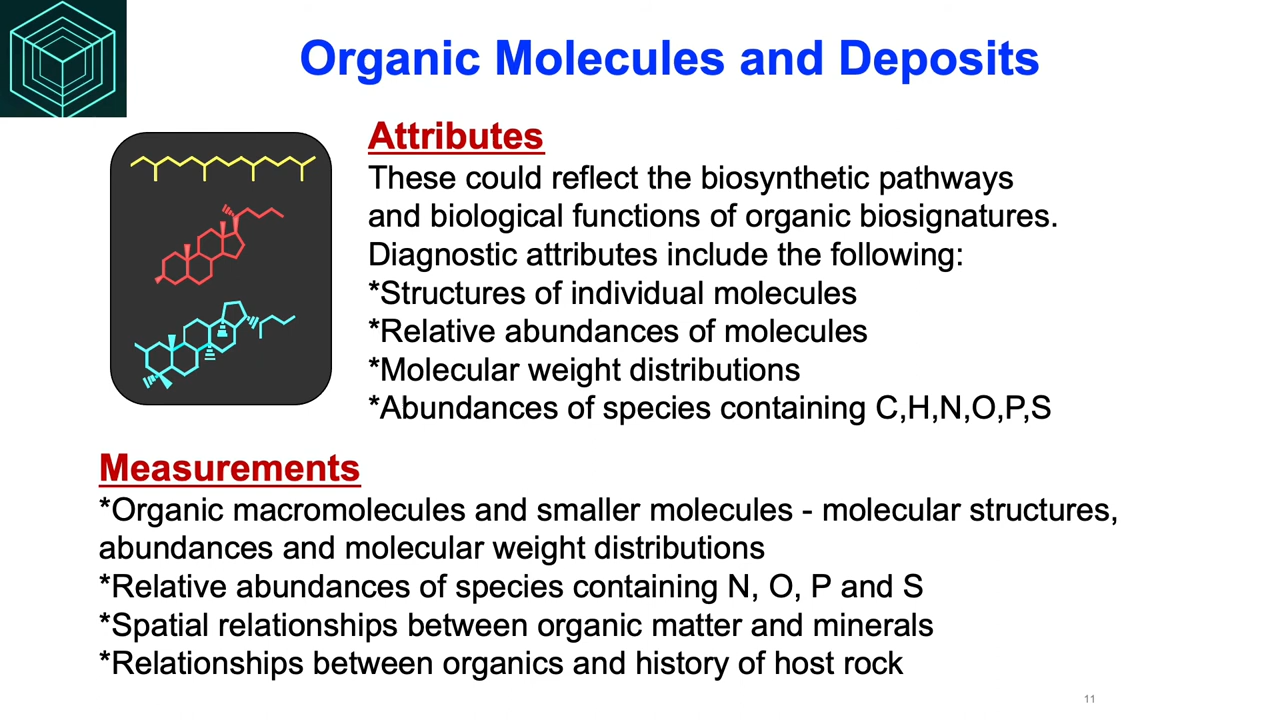 Organic Molecules and Deposits
Attributes
These could reflect the biosynthetic pathways
and biological functions of organic biosignatures.
Diagnostic attributes include the following:
*Structures of individual molecules
*Relative abundances of molecules
*Molecular weight distributions
*Abundances of species containing C,H,N,O,P,S
Measurements
*Organic macromolecules and smaller molecules - molecular structures,
abundances and molecular weight distributions
*Relative abundances of species containing N, O, P and S
*Spatial relationships between organic matter and minerals
*Relationships between organics and history of host rock
11